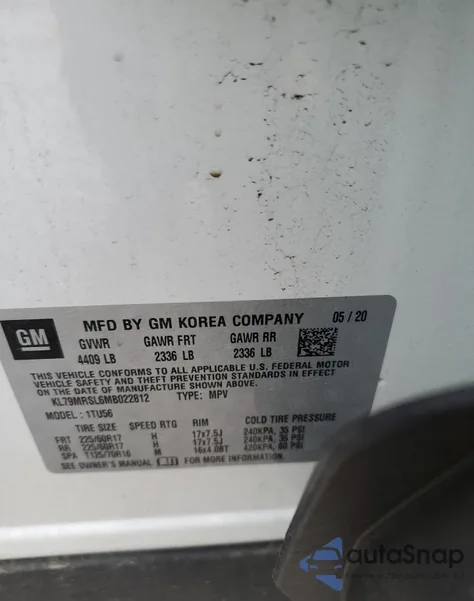 GM
MFD BY GM KOREA COMPANY 05 / 20
GVWR GAWR FRT GAWR RR
4409 LB 2336 LB 2336 LB
THIS VEHICLE CONFORMS TO ALL APPLICABLE U.S. FEDERAL MOTOR
VEHICLE SAFETY, BUMPER, AND THEFT PREVENTION STANDARDS IN EFFECT
ON THE DATE OF MANUFACTURE SHOWN ABOVE.
KL79MRSL6MB022812 TYPE: MPV
MODEL: 1TU56
TIRE SIZE SPEED RTG RIM COLD TIRE PRESSURE
FRT 225/60R17 H 17x7.5J 240KPA, 35 PSI
RR 225/60R17 H 17x7.5J 240KPA, 35 PSI
SPA T135/70R16 M 16x4.0BT 420KPA, 60 PSI
SEE OWNER'S MANUAL FOR MORE INFORMATION.
autoSnap
www.autosnap.eu